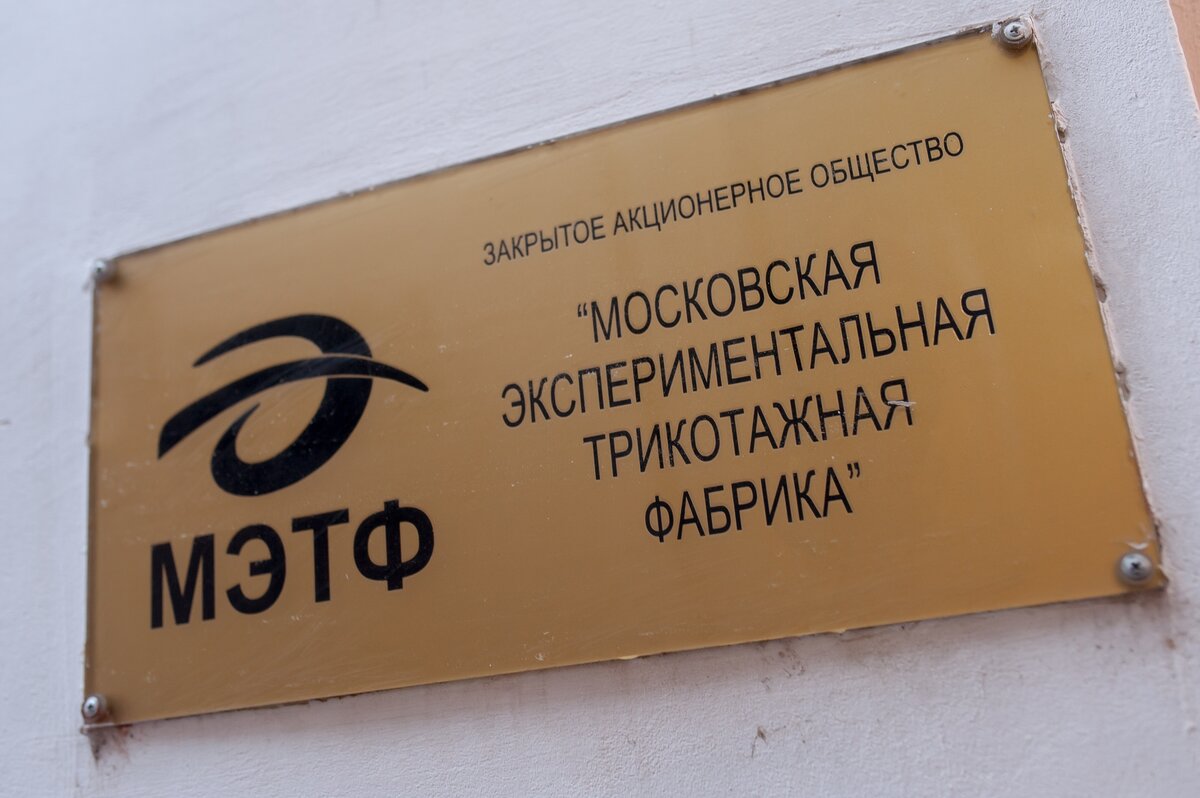 ЗАКРЫТОЕ АКЦИОНЕРНОЕ ОБЩЕСТВО
“МОСКОВСКАЯ
ЭКСПЕРИМЕНТАЛЬНАЯ
ТРИКОТАЖНАЯ
ФАБРИКА”
МЭТФ